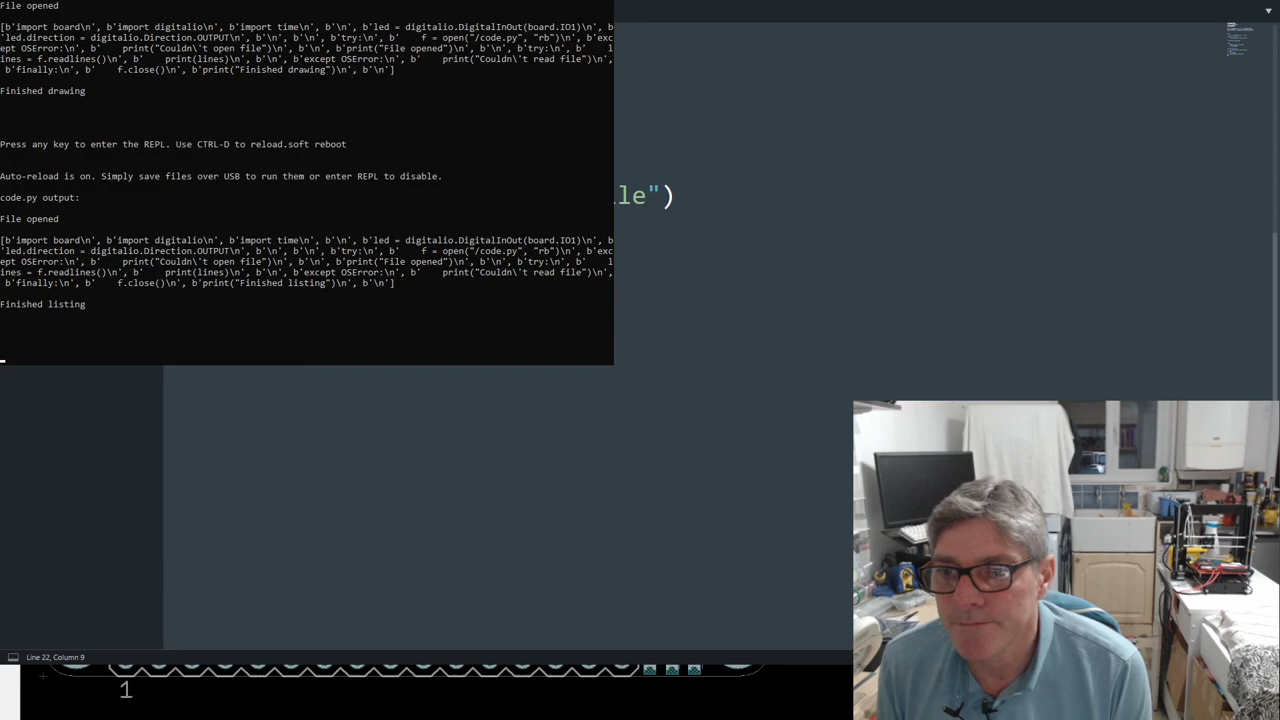 File opened
[b'import board\n', b'import digitalio\n', b'import time\n', b'\n', b'led = digitalio.DigitalInOut(board.IO1)\n', b
'led.direction = digitalio.Direction.OUTPUT\n', b'\n', b'\n', b'try:\n', b'    f = open("/code.py", "rb")\n', b'exc
ept OSError:\n', b'    print("Couldn\'t open file")\n', b'print("File opened")\n', b'\n', b'try:\n', b'    l
ines = f.readlines()\n', b'    print(lines)\n', b'\n', b'except OSError:\n', b'    print("Couldn\'t read file")\n',
b'finally:\n', b'    f.close()\n', b'print("Finished drawing")\n', b'\n']
Finished drawing
Press any key to enter the REPL. Use CTRL-D to reload.soft reboot
Auto-reload is on. Simply save files over USB to run them or enter REPL to disable.
code.py output:
File opened
[b'import board\n', b'import digitalio\n', b'import time\n', b'\n', b'led = digitalio.DigitalInOut(board.IO1)\n', b
'led.direction = digitalio.Direction.OUTPUT\n', b'\n', b'\n', b'try:\n', b'    f = open("/code.py", "rb")\n', b'exc
ept OSError:\n', b'    print("Couldn\'t open file")\n', b'print("File opened")\n', b'\n', b'try:\n', b'    l
ines = f.readlines()\n', b'    print(lines)\n', b'\n', b'except OSError:\n', b'    print("Couldn\'t read file")\n',
b'finally:\n', b'    f.close()\n', b'print("Finished listing")\n', b'\n']
Finished listing
le")
Line 22, Column 9
1